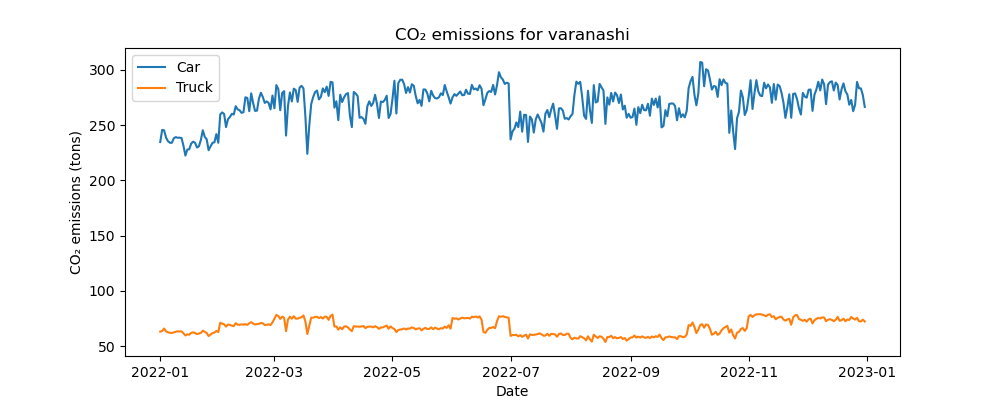 CO₂ emissions for varanashi
CO₂ emissions (tons)
Car
Truck
300
250
200
150
100
50
2022-01 2022-03 2022-05 2022-07 2022-09 2022-11 2023-01
Date